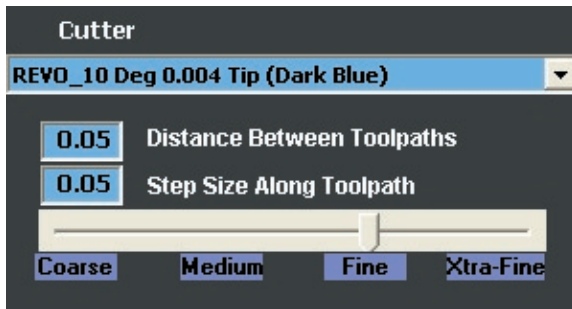 Cutter
REVO_10 Deg 0.004 Tip (Dark Blue)
0.05 Distance Between Toolpaths
0.05 Step Size Along Toolpath
Coarse Medium Fine Xtra-Fine